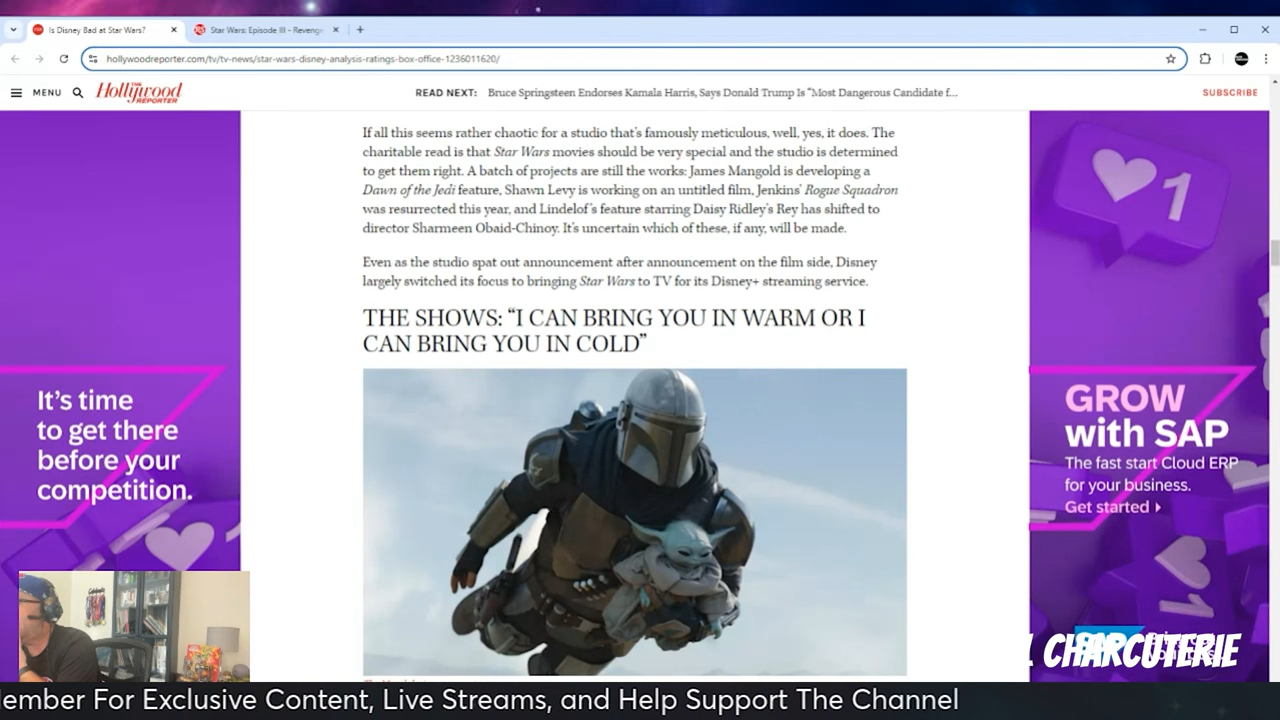 Is Disney Bad at Star Wars?
Star Wars: Episode III - Reveng
hollywoodreporter.com/tv/tv-news/star-wars-disney-analysis-ratings-box-office-1236011620/
MENU
THE
Hollywood
REPORTER
READ NEXT: Bruce Springsteen Endorses Kamala Harris, Says Donald Trump Is “Most Dangerous Candidate f...
SUBSCRIBE
If all this seems rather chaotic for a studio that’s famously meticulous, well, yes, it does. The
charitable read is that Star Wars movies should be very special and the studio is determined
to get them right. A batch of projects are still the works: James Mangold is developing a
Dawn of the Jedi feature, Shawn Levy is working on an untitled film, Jenkins’ Rogue Squadron
was resurrected this year, and Lindelof’s feature starring Daisy Ridley’s Rey has shifted to
director Sharmeen Obaid-Chinoy. It’s uncertain which of these, if any, will be made.
Even as the studio spat out announcement after announcement on the film side, Disney
largely switched its focus to bringing Star Wars to TV for its Disney+ streaming service.
THE SHOWS: “I CAN BRING YOU IN WARM OR I
CAN BRING YOU IN COLD”
It’s time
to get there
before your
competition.
1
GROW
with SAP
The fast start Cloud ERP
for your business.
Get started
CHARCUTERIE
ember For Exclusive Content, Live Streams, and Help Support The Channel